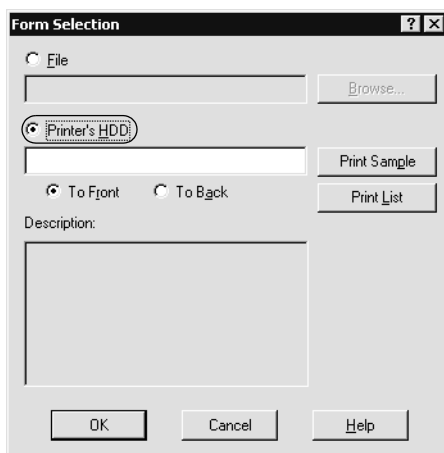 Form Selection
File
Browse...
Printer's HDD
Print Sample
To Front To Back
Print List
Description:
OK Cancel Help